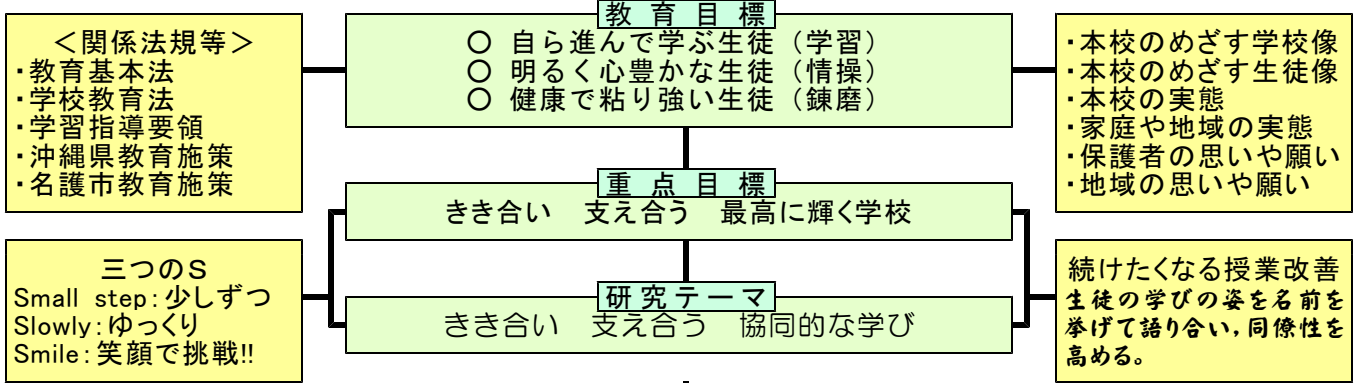 ＜関係法規等＞
・教育基本法
・学校教育法
・学習指導要領
・沖縄県教育施策
・名護市教育施策
教育目標
○ 自ら進んで学ぶ生徒（学習）
○ 明るく心豊かな生徒（情操）
○ 健康で粘り強い生徒（錬磨）
・本校のめざす学校像
・本校のめざす生徒像
・本校の実態
・家庭や地域の実態
・保護者の思いや願い
・地域の思いや願い
重点目標
きき合い　支え合う　最高に輝く学校
三つのＳ
Small step：少しずつ
Slowly：ゆっくり
Smile：笑顔で挑戦!!
研究テーマ
きき合い　支え合う　協同的な学び
続けたくなる授業改善
生徒の学びの姿を名前を
挙げて語り合い，同僚性を
高める。